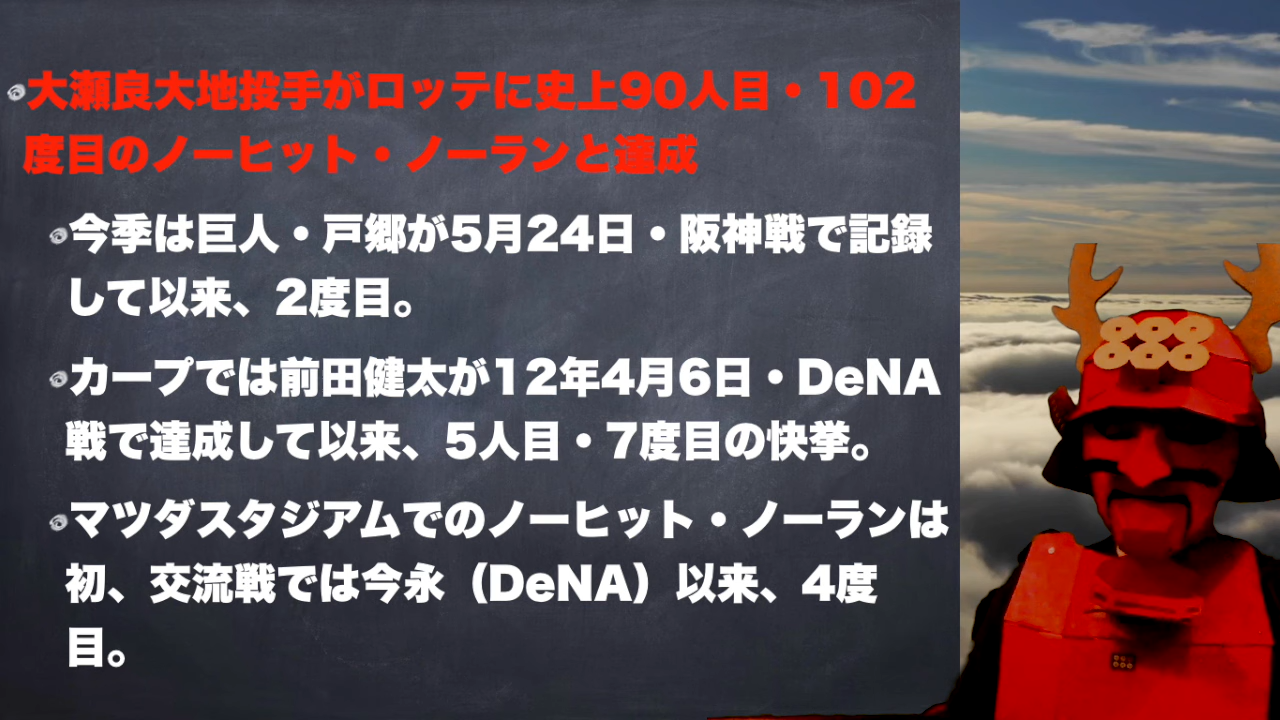 大瀬良大地投手がロッテに史上90人目・102
度目のノーヒット・ノーランと達成
今季は巨人・戸郷が5月24日・阪神戦で記録
して以来、2度目。
カープでは前田健太が12年4月6日・DeNA
戦で達成して以来、5人目・7度目の快挙。
マツダスタジアムでのノーヒット・ノーランは
初、交流戦では今永（DeNA）以来、4度
目。